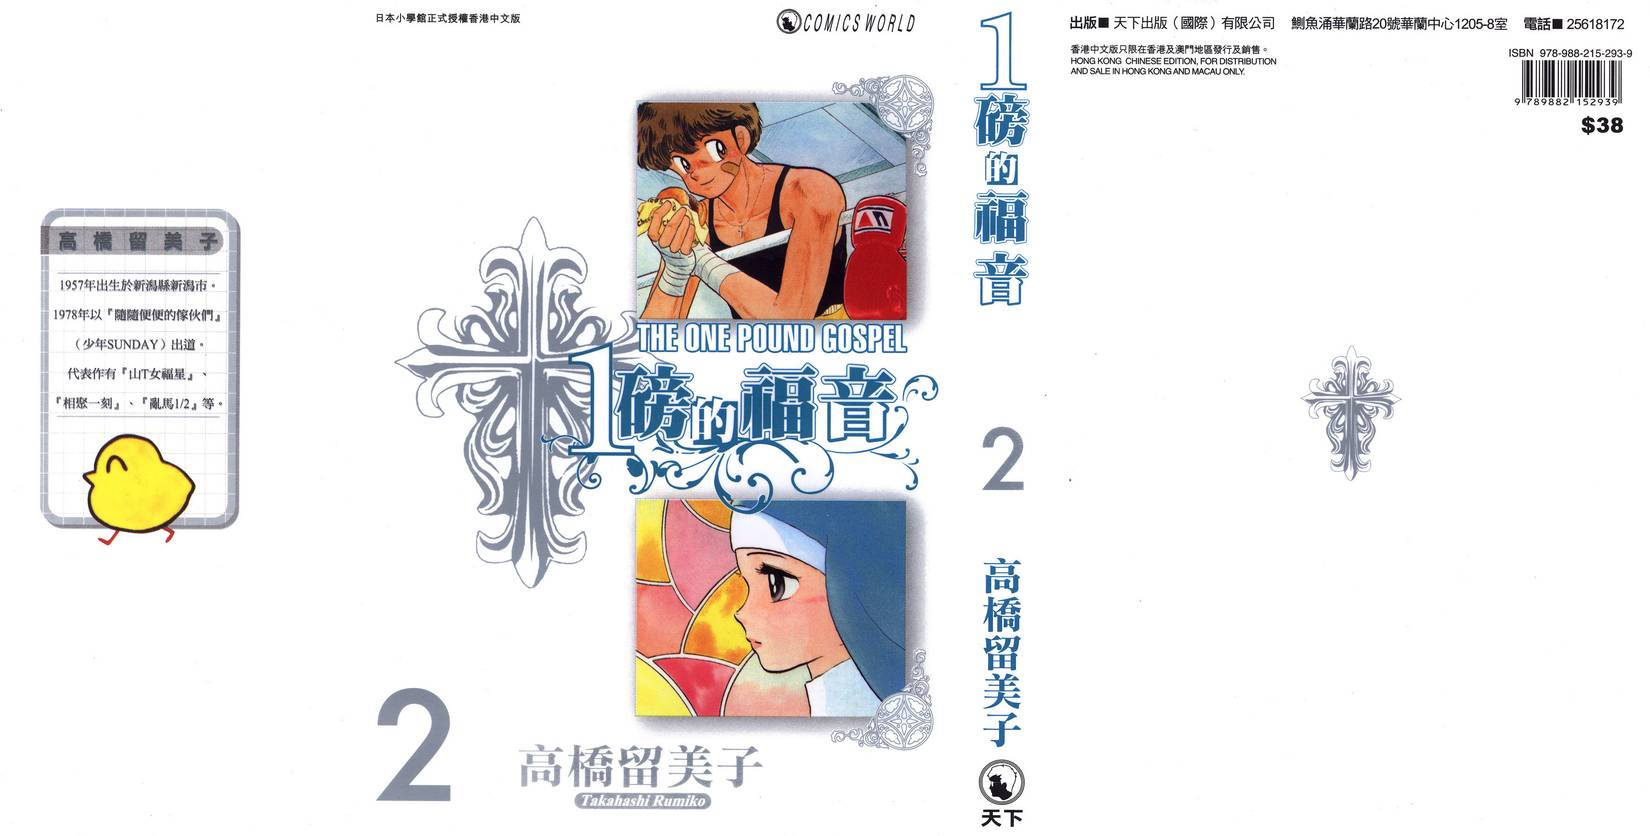 高橋留美子
1957年出生於新潟縣新潟市。
1978年以『隨隨便便的傢伙們』
（少年SUNDAY）出道。
代表作有『山T女福星』、
『相聚一刻』、『亂馬1/2』等。
日本小學館正式授權香港中文版
COMICS WORLD
THE ONE POUND GOSPEL
1磅的福音
2
高橋留美子
Takahashi Rumiko
1磅的福音
2
高橋留美子
天下
出版■ 天下出版（國際）有限公司 鰂魚涌華蘭路20號華蘭中心1205-8室 電話■ 25618172
香港中文版只限在香港及澳門地區發行及銷售。
HONG KONG CHINESE EDITION, FOR DISTRIBUTION
AND SALE IN HONG KONG AND MACAU ONLY.
ISBN 978-988-215-293-9
9 789882 152939
$38